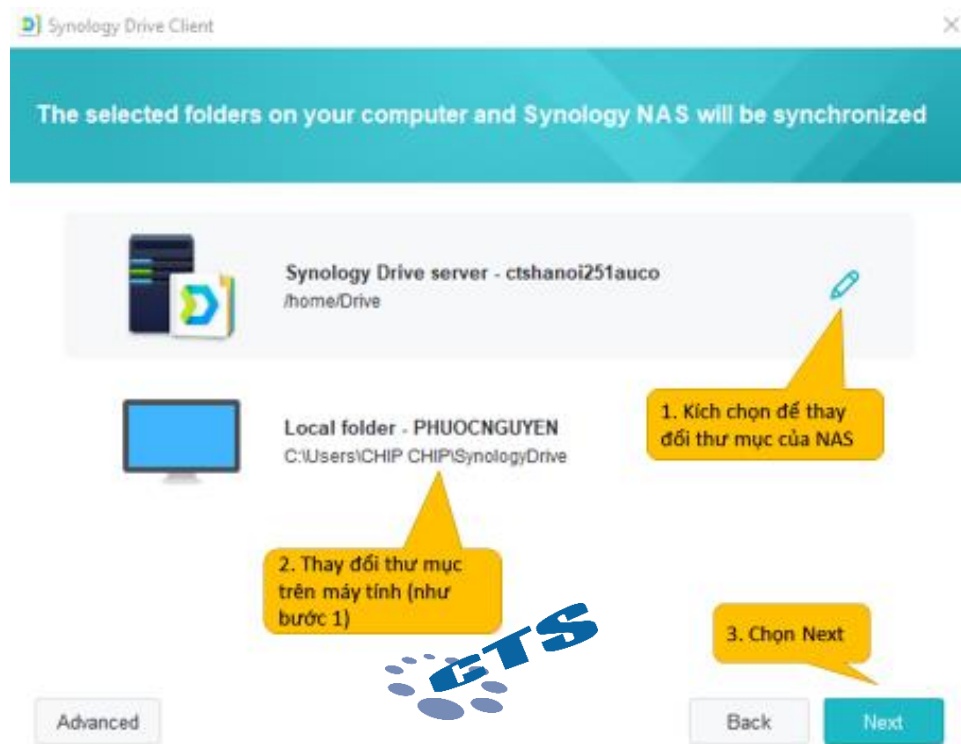 Synology Drive Client
The selected folders on your computer and Synology NAS will be synchronized
Synology Drive server - ctshanoi251auco
/home/Drive
1. Kích chọn để thay
đổi thư mục của NAS
Local folder - PHUOCNGUYEN
C:\Users\CHIP CHIP\SynologyDrive
2. Thay đổi thư mục
trên máy tính (như
bước 1)
CTS
3. Chọn Next
Advanced
Back
Next